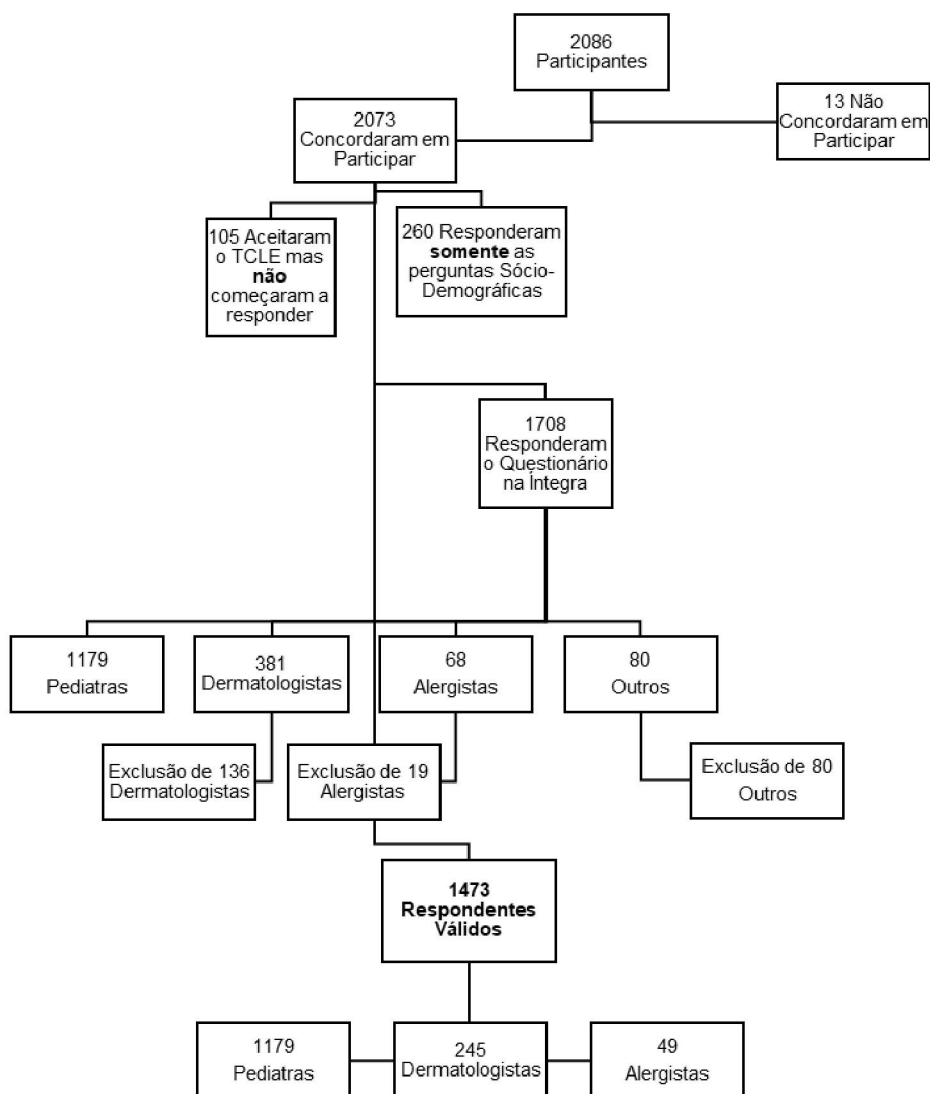 2086
Participantes
13 Não
Concordaram em
Participar
2073
Concordaram em
Participar
105 Aceitaram
o TCLE mas
não
começaram a
responder
260 Responderam
somente as
perguntas Sócio-
Demográficas
1708
Responderam
o Questionário
na Íntegra
1179
Pediatras
381
Dermatologistas
68
Alergistas
80
Outros
Exclusão de 136
Dermatologistas
Exclusão de 19
Alergistas
Exclusão de 80
Outros
1473
Respondentes
Válidos
1179
Pediatras
245
Dermatologistas
49
Alergistas